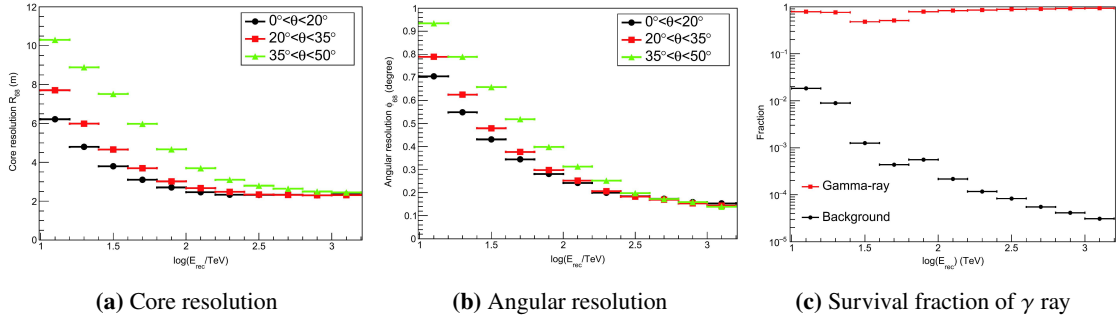 Core resolution R68 (m)
12
10
8
6
4
2
0
0°<θ<20°
20°<θ<35°
35°<θ<50°
1 1.5 2 2.5 3
log(E_rec/TeV)
(a) Core resolution
Angular resolution ϕ68 (degree)
1
0.9
0.8
0.7
0.6
0.5
0.4
0.3
0.2
0.1
0
0°<θ<20°
20°<θ<35°
35°<θ<50°
1 1.5 2 2.5 3
log(E_rec/TeV)
(b) Angular resolution
Fraction
1
10⁻¹
10⁻²
10⁻³
10⁻⁴
10⁻⁵
Gamma-ray
Background
1 1.5 2 2.5 3
log(E_rec) (TeV)
(c) Survival fraction of γ ray